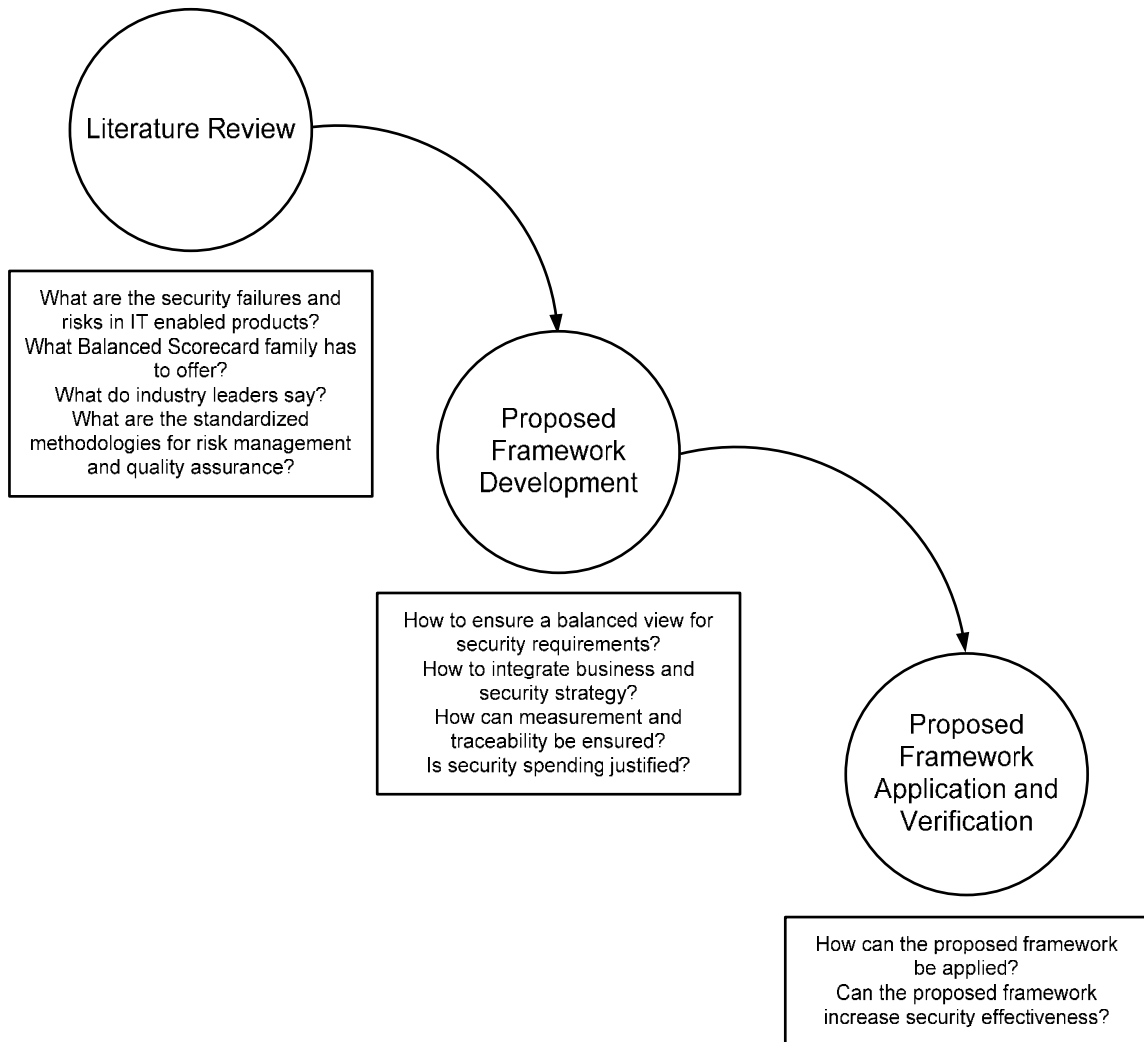 Literature Review
What are the security failures and
risks in IT enabled products?
What Balanced Scorecard family has
to offer?
What do industry leaders say?
What are the standardized
methodologies for risk management
and quality assurance?
Proposed
Framework
Development
How to ensure a balanced view for
security requirements?
How to integrate business and
security strategy?
How can measurement and
traceability be ensured?
Is security spending justified?
Proposed
Framework
Application and
Verification
How can the proposed framework
be applied?
Can the proposed framework
increase security effectiveness?